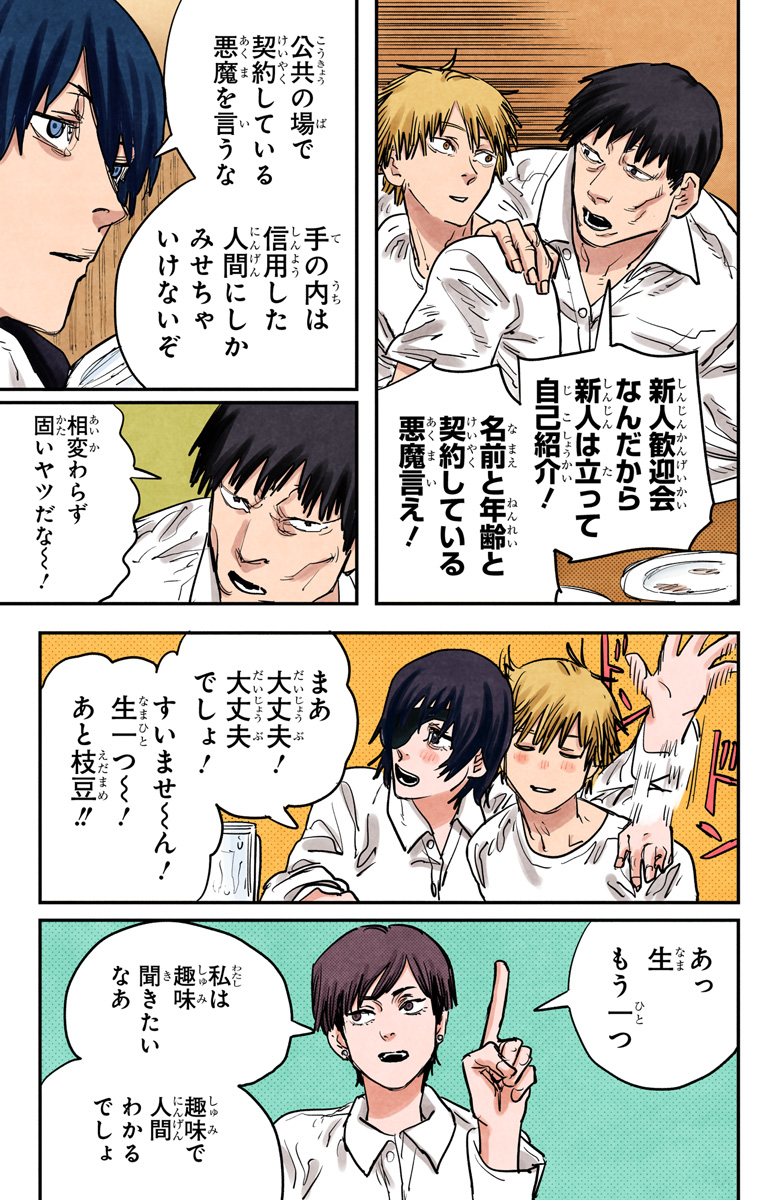 新人歓迎会
なんだから
新人は立って
自己紹介!
名前と年齢と
契約している
悪魔言え!
公共の場で
契約している
悪魔を言うな
手の内は
信用した
人間にしか
みせちゃ
いけないぞ
相変わらず
固いヤツだな〜!
バン
バン
まあ
大丈夫!
大丈夫
でしょ!
すいませ〜ん!
生一つ〜!
あと枝豆!!
あっ
生
もう一つ
私は
趣味
聞きたい
なあ
趣味で
人間
わかる
でしょ